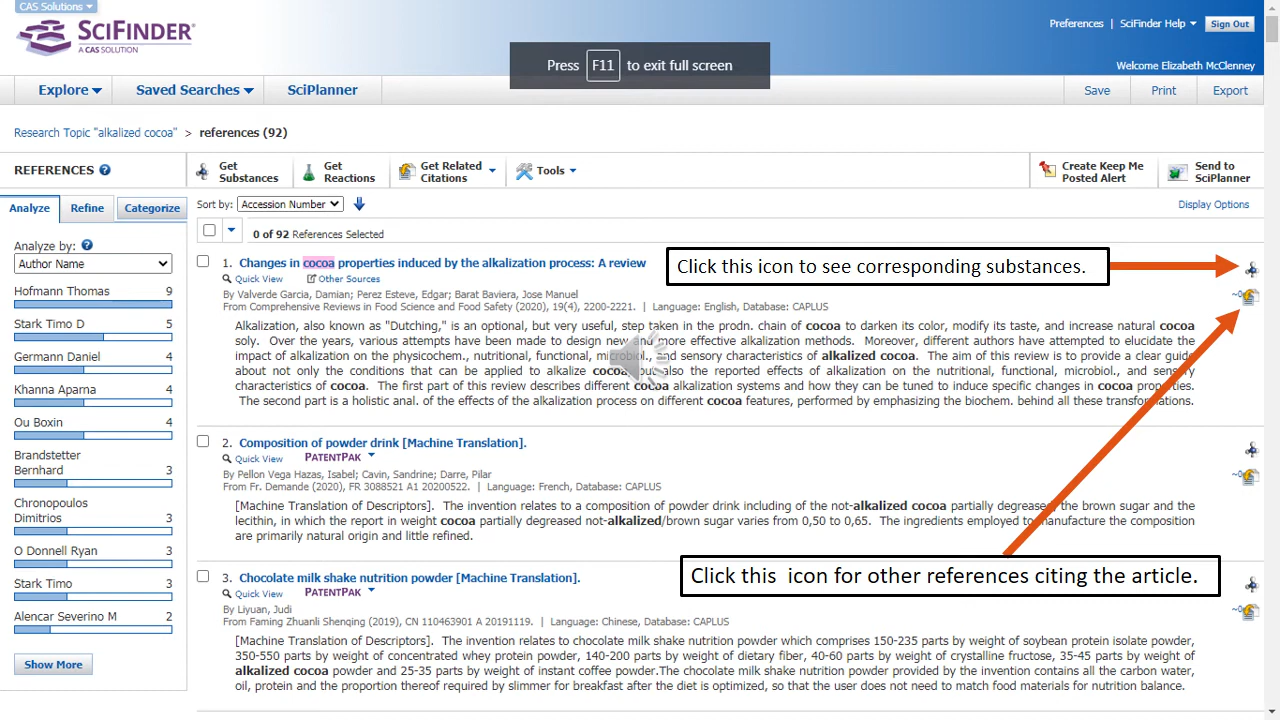 CAS Solutions
SCIFINDER
A CAS SOLUTION
Preferences | SciFinder Help
Sign Out
Press F11 to exit full screen
Welcome Elizabeth McClenney
Explore
Saved Searches
SciPlanner
Save
Print
Export
Research Topic "alkalized cocoa" > references (92)
REFERENCES
Get Substances
Get Reactions
Get Related Citations
Tools
Create Keep Me Posted Alert
Send to SciPlanner
Analyze
Refine
Categorize
Sort by: Accession Number
Display Options
0 of 92 References Selected
Analyze by:
Author Name
Hofmann Thomas 9
Stark Timo D 5
Germann Daniel 4
Khanna Aparna 4
Ou Boxin 4
Brandstetter
Bernhard 3
Chronopoulos
Dimitrios 3
O Donnell Ryan 3
Stark Timo 3
Alencar Severino M 2
Show More
1. Changes in cocoa properties induced by the alkalization process: A review
Click this icon to see corresponding substances.
Quick View Other Sources
~0
By Valverde Garcia, Damian; Perez Esteve, Edgar; Barat Baviera, Jose Manuel
From Comprehensive Reviews in Food Science and Food Safety (2020), 19(4), 2200-2221. | Language: English, Database: CAPLUS
Alkalization, also known as "Dutching," is an optional, but very useful, step taken in the prodn. chain of cocoa to darken its color, modify its taste, and increase natural cocoa
soly. Over the years, various attempts have been made to design new and more effective alkalization methods. Moreover, different authors have attempted to elucidate the
impact of alkalization on the physicochem., nutritional, functional, microbiol., and sensory characteristics of alkalized cocoa. The aim of this review is to provide a clear guide
about not only the conditions that can be applied to alkalize cocoa but also the reported effects of alkalization on the nutritional, functional, microbiol., and sensory
characteristics of cocoa. The first part of this review describes different cocoa alkalization systems and how they can be tuned to induce specific changes in cocoa properties.
The second part is a holistic anal. of the effects of the alkalization process on different cocoa features, performed by emphasizing the biochem. behind all these transformations.
2. Composition of powder drink [Machine Translation].
Quick View PATENTPAK
~0
By Pellon Vega Hazas, Isabel; Cavin, Sandrine; Darre, Pilar
From Fr. Demande (2020), FR 3088521 A1 20200522. | Language: French, Database: CAPLUS
[Machine Translation of Descriptors]. The invention relates to a composition of powder drink including of the not-alkalized cocoa partially degreased, the brown sugar and the
lecithin, in which the report in weight cocoa partially degreased not-alkalized/brown sugar varies from 0,50 to 0,65. The ingredients employed to manufacture the composition
are primarily natural origin and little refined.
Click this icon for other references citing the article.
3. Chocolate milk shake nutrition powder [Machine Translation].
Quick View PATENTPAK
~0
By Liyuan, Judi
From Faming Zhuanli Shenqing (2019), CN 110463901 A 20191119. | Language: Chinese, Database: CAPLUS
[Machine Translation of Descriptors]. The invention relates to chocolate milk shake nutrition powder which comprises 150-235 parts by weight of soybean protein isolate powder,
350-550 parts by weight of concentrated whey protein powder, 140-200 parts by weight of dietary fiber, 40-60 parts by weight of crystalline fructose, 35-45 parts by weight of
alkalized cocoa powder and 25-35 parts by weight of instant coffee powder.The chocolate milk shake nutrition powder provided by the invention contains all the carbon water,
oil, protein and the proportion thereof required by slimmer for breakfast after the diet is optimized, so that the user does not need to match food materials for nutrition balance.